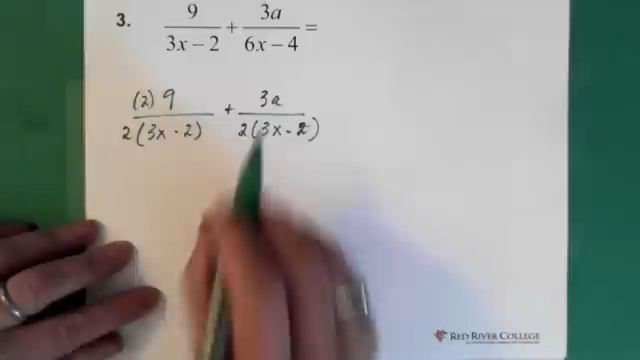 3. 9/(3x − 2) + 3a/(6x − 4) =
(2) 9/2(3x - 2) + 3a/2(3x - 2)
RED RIVER COLLEGE